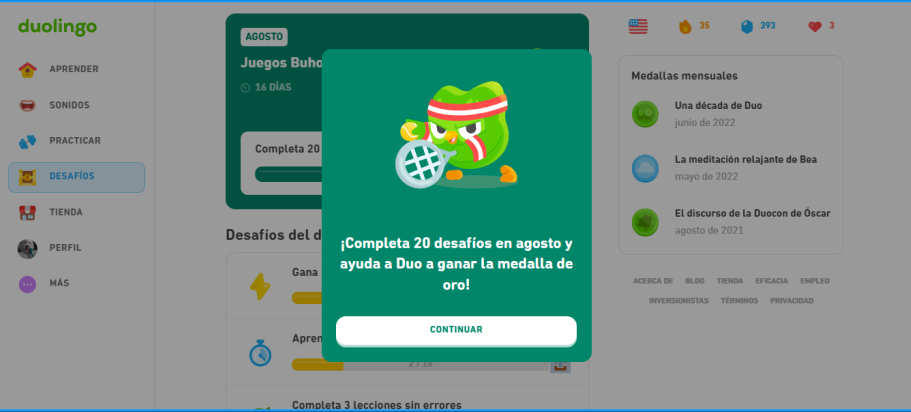 duolingo
APRENDER
SONIDOS
PRACTICAR
DESAFÍOS
TIENDA
PERFIL
MÁS
AGOSTO
Juegos Buho
16 DÍAS
Completa 20
Desafíos del d
Gana
Apren
2 / 10
Completa 3 lecciones sin errores
¡Completa 20 desafíos en agosto y
ayuda a Duo a ganar la medalla de
oro!
CONTINUAR
35
393
3
Medallas mensuales
Una década de Duo
junio de 2022
La meditación relajante de Bea
mayo de 2022
El discurso de la Duocon de Óscar
agosto de 2021
ACERCA DE BLOG TIENDA EFICACIA EMPLEO
INVERSIONISTAS TÉRMINOS PRIVACIDAD